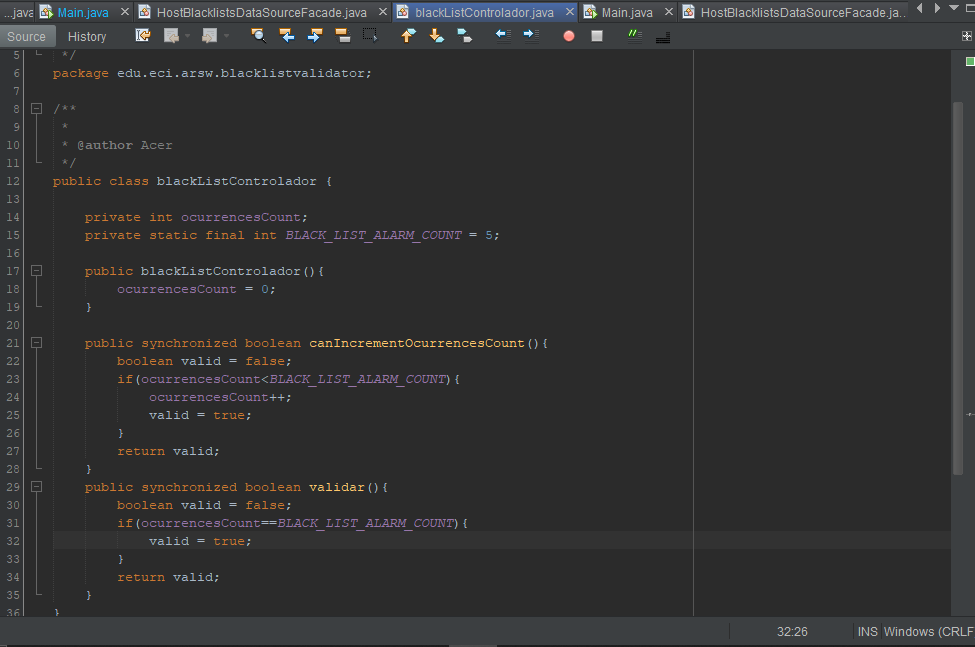 ...java Main.java HostBlacklistsDataSourceFacade.java blackListControlador.java Main.java HostBlacklistsDataSourceFacade.ja...
Source History
5 */
6 package edu.eci.arsw.blacklistvalidator;
7
8 /**
9 *
10 * @author Acer
11 */
12 public class blackListControlador {
13
14 private int ocurrencesCount;
15 private static final int BLACK_LIST_ALARM_COUNT = 5;
16
17 public blackListControlador(){
18 ocurrencesCount = 0;
19 }
20
21 public synchronized boolean canIncrementOcurrencesCount(){
22 boolean valid = false;
23 if(ocurrencesCount<BLACK_LIST_ALARM_COUNT){
24 ocurrencesCount++;
25 valid = true;
26 }
27 return valid;
28 }
29 public synchronized boolean validar(){
30 boolean valid = false;
31 if(ocurrencesCount==BLACK_LIST_ALARM_COUNT){
32 valid = true;
33 }
34 return valid;
35 }
36 }
32:26 INS Windows (CRLF